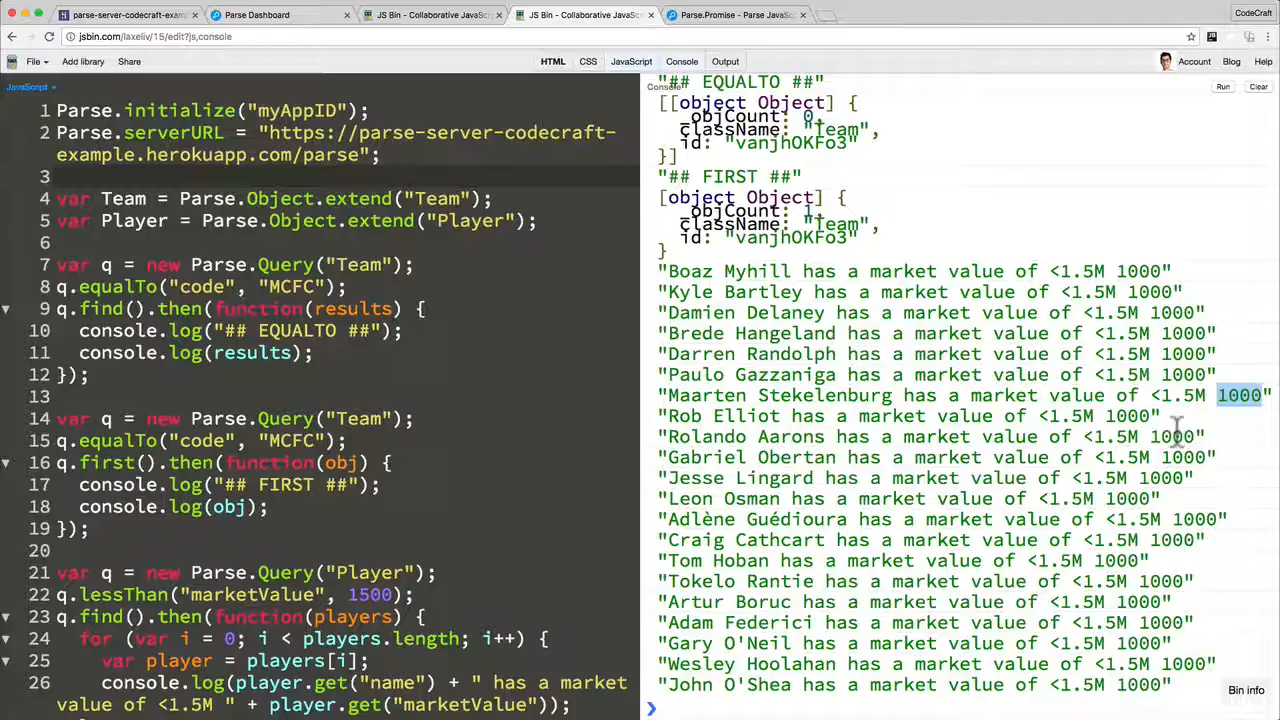 parse-server-codecraft-exam
Parse Dashboard
JS Bin - Collaborative JavaSc
JS Bin - Collaborative JavaSc
Parse.Promise - Parse JavaSc
CodeCraft
jsbin.com/laxeliv/15/edit?js,console
File
Add library
Share
HTML
CSS
JavaScript
Console
Output
Account
Blog
Help
JavaScript
Console
Run
Clear
1 Parse.initialize("myAppID");
2 Parse.serverURL = "https://parse-server-codecraft-
example.herokuapp.com/parse";
3
4 var Team = Parse.Object.extend("Team");
5 var Player = Parse.Object.extend("Player");
6
7 var q = new Parse.Query("Team");
8 q.equalTo("code", "MCFC");
9 q.find().then(function(results) {
10 console.log("## EQUALTO ##");
11 console.log(results);
12 });
13
14 var q = new Parse.Query("Team");
15 q.equalTo("code", "MCFC");
16 q.first().then(function(obj) {
17 console.log("## FIRST ##");
18 console.log(obj);
19 });
20
21 var q = new Parse.Query("Player");
22 q.lessThan("marketValue", 1500);
23 q.find().then(function(players) {
24 for (var i = 0; i < players.length; i++) {
25 var player = players[i];
26 console.log(player.get("name") + " has a market
value of <1.5M " + player.get("marketValue"));
"## EQUALTO ##"
[[object Object] {
_objCount: 0,
className: "Team",
id: "vanjhOKFo3"
}]
"## FIRST ##"
[object Object] {
_objCount: 1,
className: "Team",
id: "vanjhOKFo3"
}
"Boaz Myhill has a market value of <1.5M 1000"
"Kyle Bartley has a market value of <1.5M 1000"
"Damien Delaney has a market value of <1.5M 1000"
"Brede Hangeland has a market value of <1.5M 1000"
"Darren Randolph has a market value of <1.5M 1000"
"Paulo Gazzaniga has a market value of <1.5M 1000"
"Maarten Stekelenburg has a market value of <1.5M 1000"
"Rob Elliot has a market value of <1.5M 1000"
"Rolando Aarons has a market value of <1.5M 1000"
"Gabriel Obertan has a market value of <1.5M 1000"
"Jesse Lingard has a market value of <1.5M 1000"
"Leon Osman has a market value of <1.5M 1000"
"Adlène Guédioura has a market value of <1.5M 1000"
"Craig Cathcart has a market value of <1.5M 1000"
"Tom Hoban has a market value of <1.5M 1000"
"Tokelo Rantie has a market value of <1.5M 1000"
"Artur Boruc has a market value of <1.5M 1000"
"Adam Federici has a market value of <1.5M 1000"
"Gary O'Neil has a market value of <1.5M 1000"
"Wesley Hoolahan has a market value of <1.5M 1000"
"John O'Shea has a market value of <1.5M 1000"
Bin info